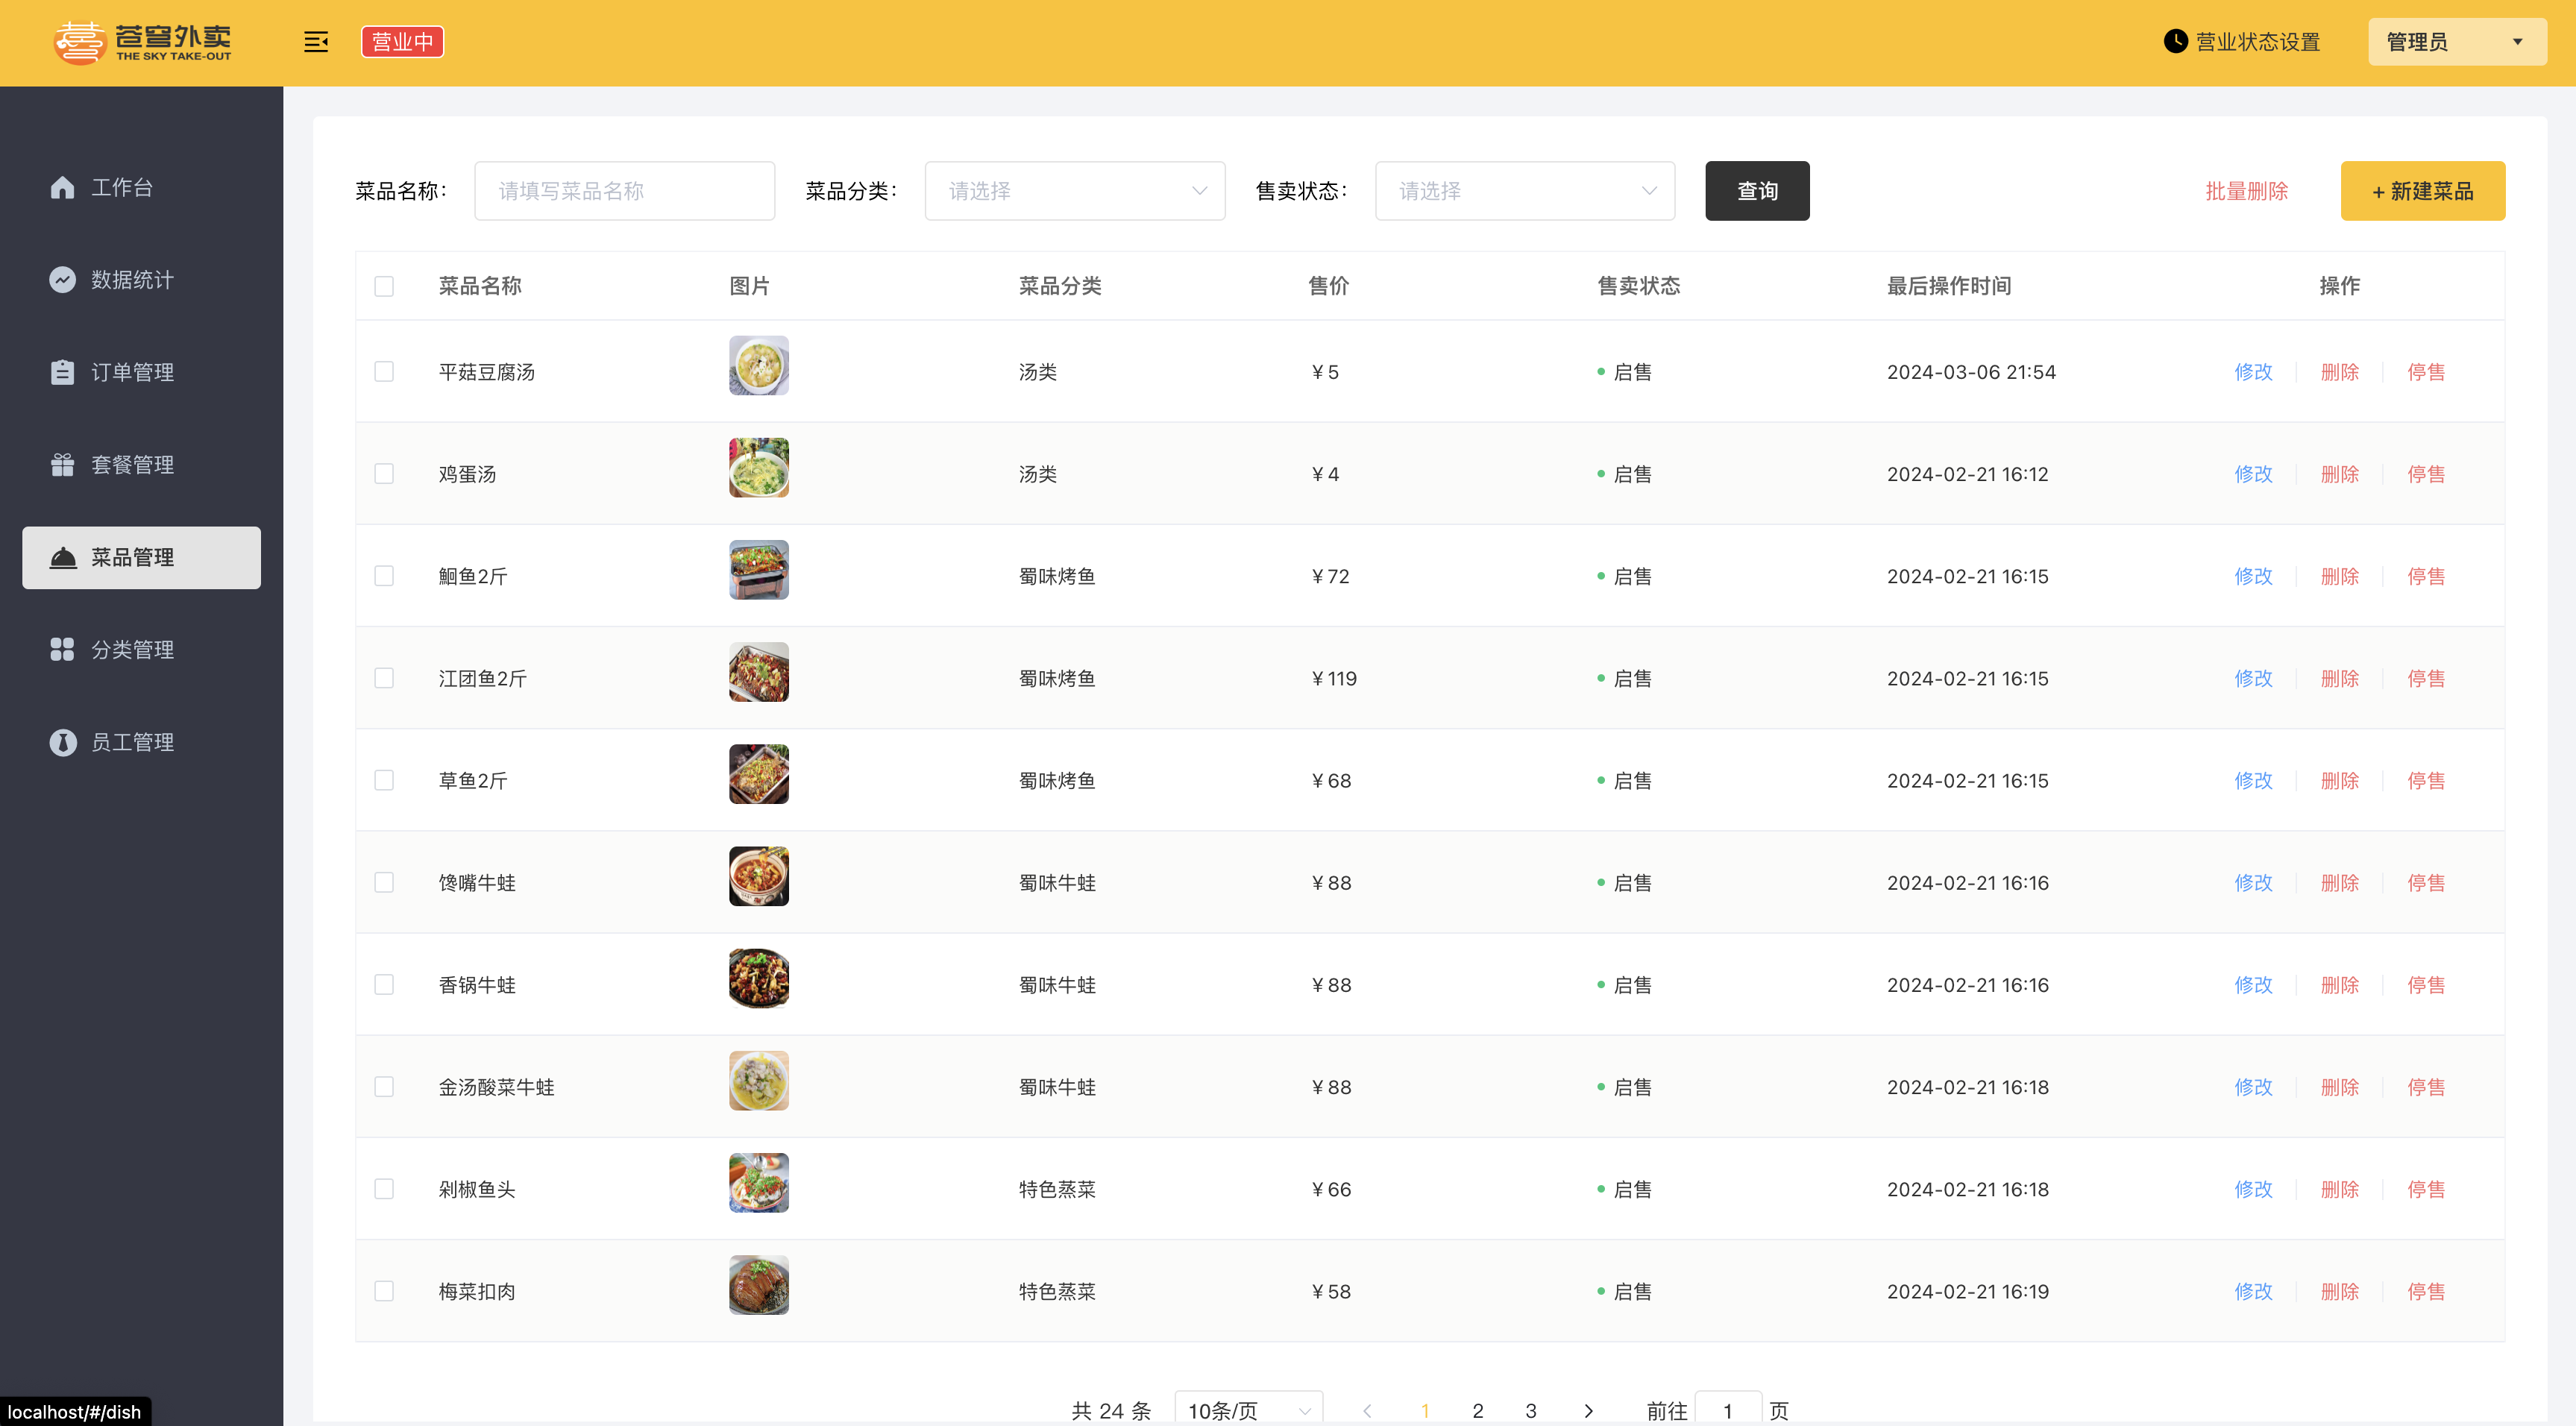 苍穹外卖
THE SKY TAKE-OUT
营业中
营业状态设置
管理员
工作台
数据统计
订单管理
套餐管理
菜品管理
分类管理
员工管理
菜品名称： 请填写菜品名称 菜品分类： 请选择 售卖状态： 请选择 查询 批量删除 + 新建菜品
菜品名称 图片 菜品分类 售价 售卖状态 最后操作时间 操作
平菇豆腐汤 汤类 ￥5 启售 2024-03-06 21:54 修改 删除 停售
鸡蛋汤 汤类 ￥4 启售 2024-02-21 16:12 修改 删除 停售
鮰鱼2斤 蜀味烤鱼 ￥72 启售 2024-02-21 16:15 修改 删除 停售
江团鱼2斤 蜀味烤鱼 ￥119 启售 2024-02-21 16:15 修改 删除 停售
草鱼2斤 蜀味烤鱼 ￥68 启售 2024-02-21 16:15 修改 删除 停售
馋嘴牛蛙 蜀味牛蛙 ￥88 启售 2024-02-21 16:16 修改 删除 停售
香锅牛蛙 蜀味牛蛙 ￥88 启售 2024-02-21 16:16 修改 删除 停售
金汤酸菜牛蛙 蜀味牛蛙 ￥88 启售 2024-02-21 16:18 修改 删除 停售
剁椒鱼头 特色蒸菜 ￥66 启售 2024-02-21 16:18 修改 删除 停售
梅菜扣肉 特色蒸菜 ￥58 启售 2024-02-21 16:19 修改 删除 停售
共 24 条 10条/页 1 2 3 前往 1 页
localhost/#/dish